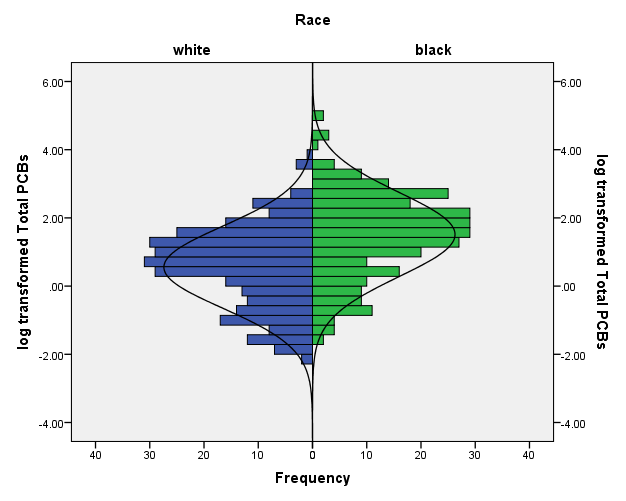 Race
white black
6.00 6.00
4.00 4.00
2.00 2.00
.00 .00
-2.00 -2.00
-4.00 -4.00
log transformed Total PCBs
log transformed Total PCBs
40 30 20 10 0 10 20 30 40
Frequency